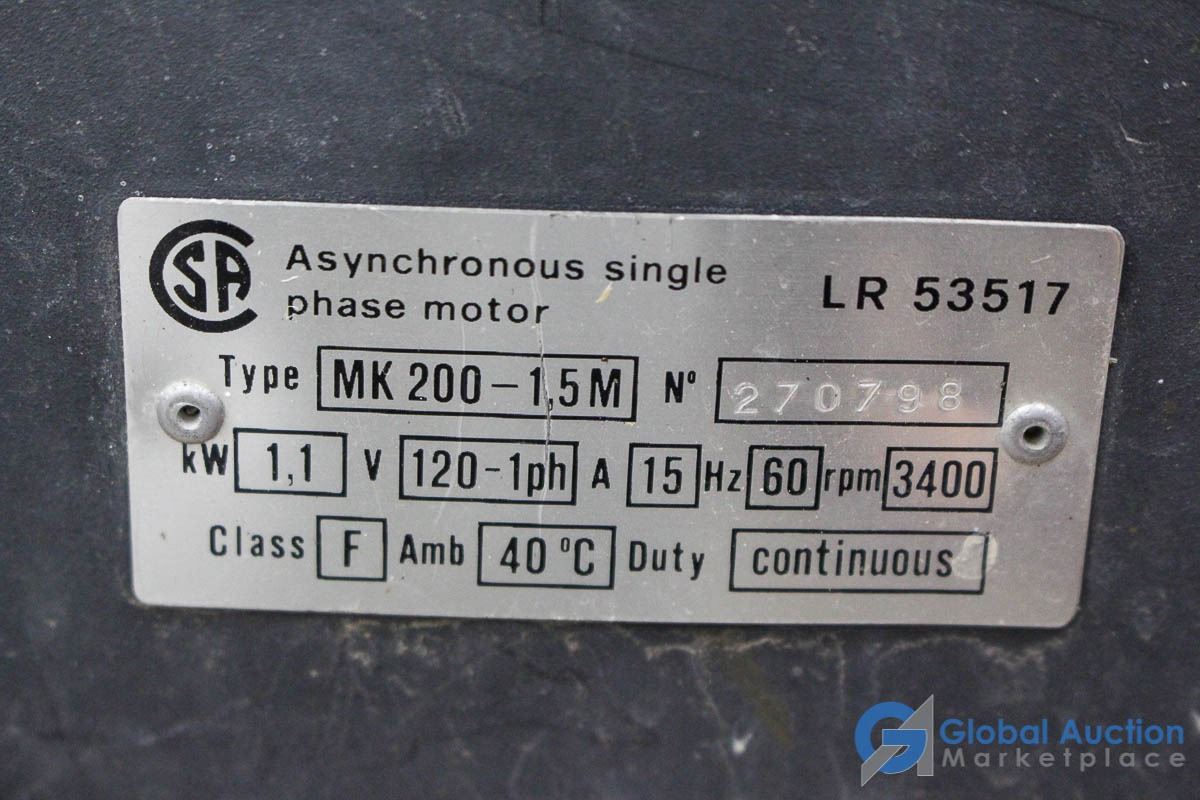 CSA Asynchronous single phase motor LR 53517
Type MK 200-1,5M Nº 270798
kW 1,1 V 120-1ph A 15 Hz 60 rpm 3400
Class F Amb 40 ºC Duty continuous
Global Auction
Marketplace